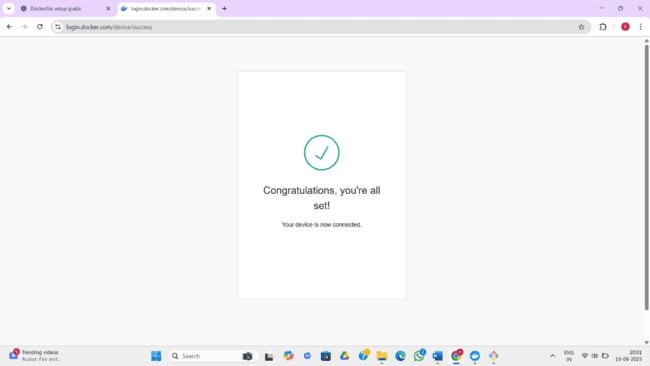 Dockerfile setup guide
login.docker.com/device/succe
login.docker.com/device/success
Congratulations, you're all
set!
Your device is now connected.
Trending videos
Avatar: Fire and...
Search
ENG
IN
20:01
19-08-2025